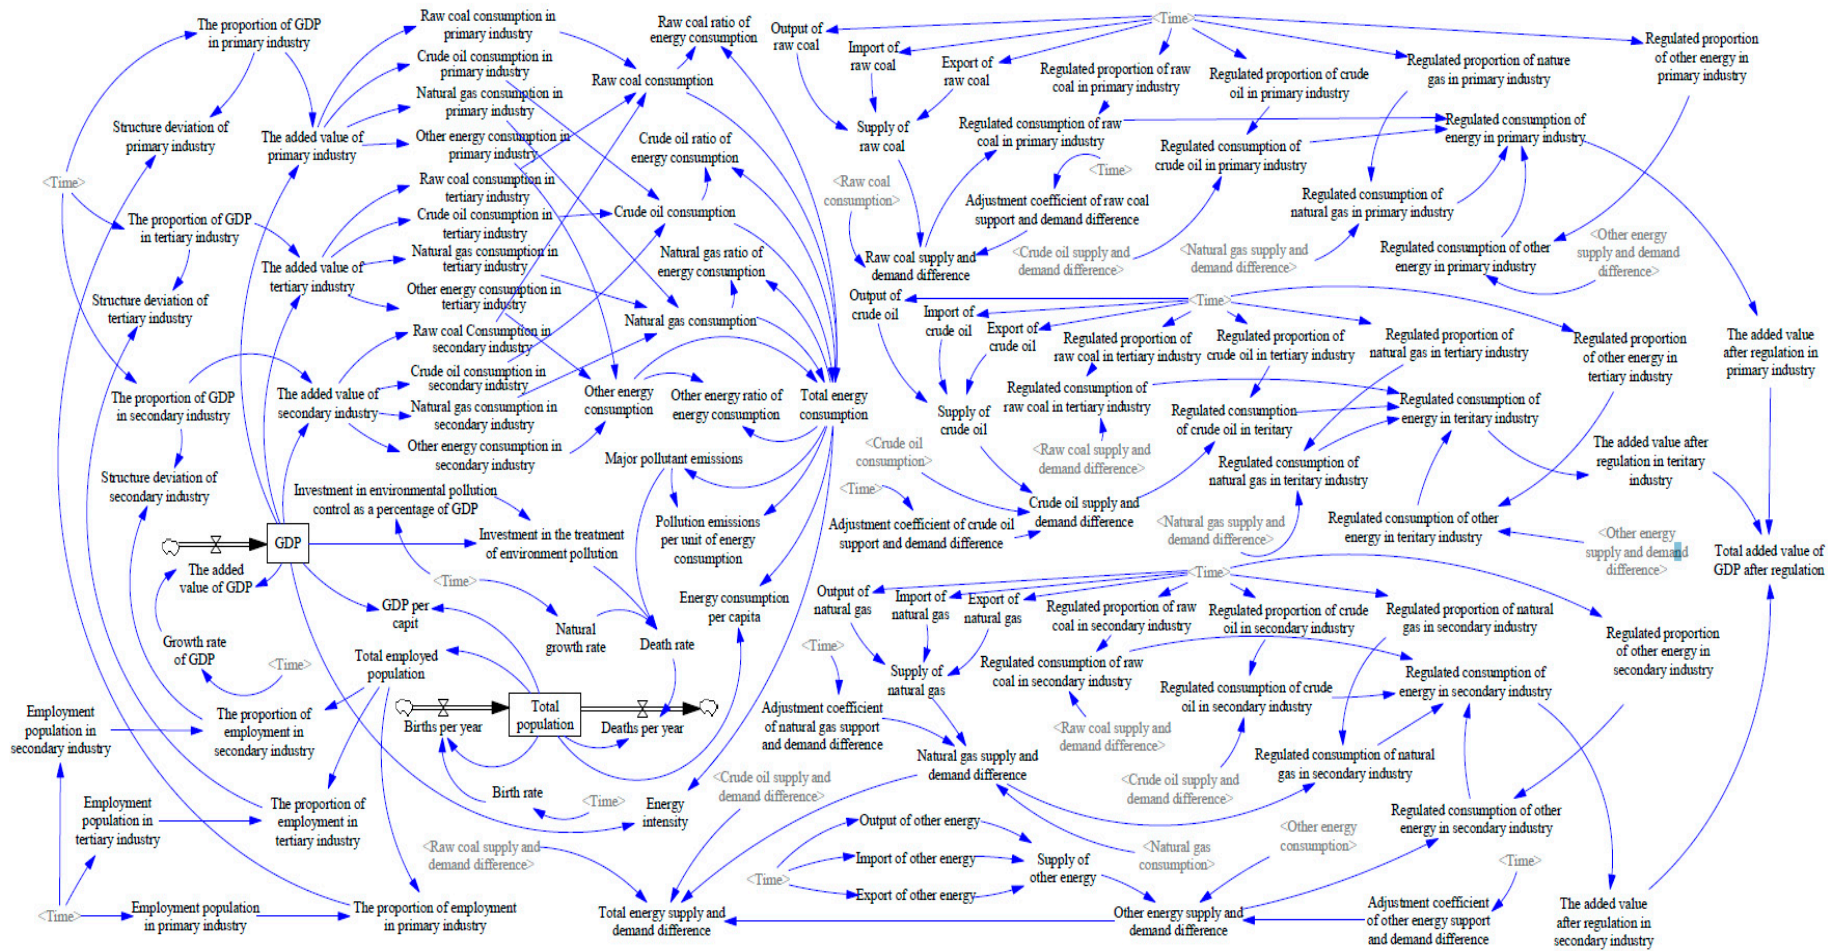 The proportion of GDP
in primary industry
Structure deviation of
primary industry
<Time>
The proportion of GDP
in tertiary industry
Structure deviation of
tertiary industry
The proportion of GDP
in secondary industry
Structure deviation of
secondary industry
The added value of
primary industry
The added value of
tertiary industry
The added value of
secondary industry
Raw coal consumption in
primary industry
Crude oil consumption in
primary industry
Natural gas consumption in
primary industry
Other energy consumption in
primary industry
Raw coal consumption in
tertiary industry
Crude oil consumption in
tertiary industry
Natural gas consumption in
tertiary industry
Other energy consumption in
tertiary industry
Raw coal Consumption in
secondary industry
Crude oil consumption in
secondary industry
Natural gas consumption in
secondary industry
Other energy consumption in
secondary industry
Raw coal ratio of
energy consumption
Raw coal consumption
Crude oil ratio of
energy consumption
Crude oil consumption
Natural gas ratio of
energy consumption
Natural gas consumption
Other energy
consumption
Other energy ratio of
energy consumption
Total energy
consumption
Major pollutant emissions
Pollution emissions
per unit of energy
consumption
Energy consumption
per capita
Investment in environmental pollution
control as a percentage of GDP
Investment in the treatment
of environment pollution
GDP
The added
value of GDP
Growth rate
of GDP
<Time>
<Time>
GDP per
capit
Natural
growth rate
Death rate
Total employed
population
Births per year
Total
population
Deaths per year
Birth rate
<Time>
Energy
intensity
Employment
population in
secondary industry
The proportion of
employment in
secondary industry
Employment
population in
tertiary industry
The proportion of
employment in
tertiary industry
<Time>
Employment population
in primary industry
The proportion of employment
in primary industry
<Time>
Output of
raw coal
Import of
raw coal
Export of
raw coal
Supply of
raw coal
Regulated proportion of raw
coal in primary industry
Regulated proportion of crude
oil in primary industry
Regulated proportion of nature
gas in primary industry
Regulated proportion
of other energy in
primary industry
Regulated consumption of raw
coal in primary industry
Regulated consumption of
crude oil in primary industry
Regulated consumption of
energy in primary industry
<Time>
<Raw coal
consumption>
Adjustment coefficient of raw coal
support and demand difference
Regulated consumption of
natural gas in primary industry
Raw coal supply and
demand difference
<Crude oil supply and
demand difference>
<Natural gas supply and
demand difference>
Regulated consumption of other
energy in primary industry
<Other energy
supply and demand
difference>
<Time>
Output of
crude oil
Import of
crude oil
Export of
crude oil
Supply of
crude oil
Regulated proportion of
raw coal in tertiary industry
Regulated proportion of
crude oil in tertiary industry
Regulated proportion of
natural gas in tertiary industry
Regulated proportion
of other energy in
tertiary industry
The added value
after regulation in
primary industry
Regulated consumption of
raw coal in tertiary industry
Regulated consumption
of crude oil in teritary
Regulated consumption of
energy in teritary industry
<Crude oil
consumption>
<Raw coal supply and
demand difference>
Regulated consumption of
natural gas in teriary industry
The added value after
regulation in teritary
industry
<Time>
Adjustment coefficient of crude oil
support and demand difference
Crude oil supply and
demand difference
<Natural gas supply and
demand difference>
Regulated consumption of other
energy in teritary industry
<Other energy
supply and demand
difference>
Total added value of
GDP after regulation
<Time>
Output of
natural gas
Import of
natural gas
Export of
natural gas
Supply of
natural gas
Regulated proportion of raw
coal in secondary industry
Regulated proportion of crude
oil in secondary industry
Regulated proportion of natural
gas in secondary industry
Regulated proportion
of other energy in
secondary industry
<Time>
Regulated consumption of raw
coal in secondary industry
Regulated consumption of crude
oil in secondary industry
Regulated consumption of
energy in secondary industry
Adjustment coefficient
of natural gas support
and demand difference
<Raw coal supply and
demand difference>
Natural gas supply and
demand difference
<Crude oil supply and
demand difference>
Regulated consumption of natural
gas in secondary industry
<Crude oil supply and
demand difference>
Regulated consumption of other
energy in secondary industry
<Raw coal supply and
demand difference>
Output of other energy
Import of other energy
Export of other energy
<Time>
Supply of
other energy
<Natural gas
consumption>
<Other energy
consumption>
<Time>
Total energy supply and
demand difference
Other energy supply and
demand difference
Adjustment coefficient
of other energy support
and demand difference
The added value
after regulation in
secondary industry